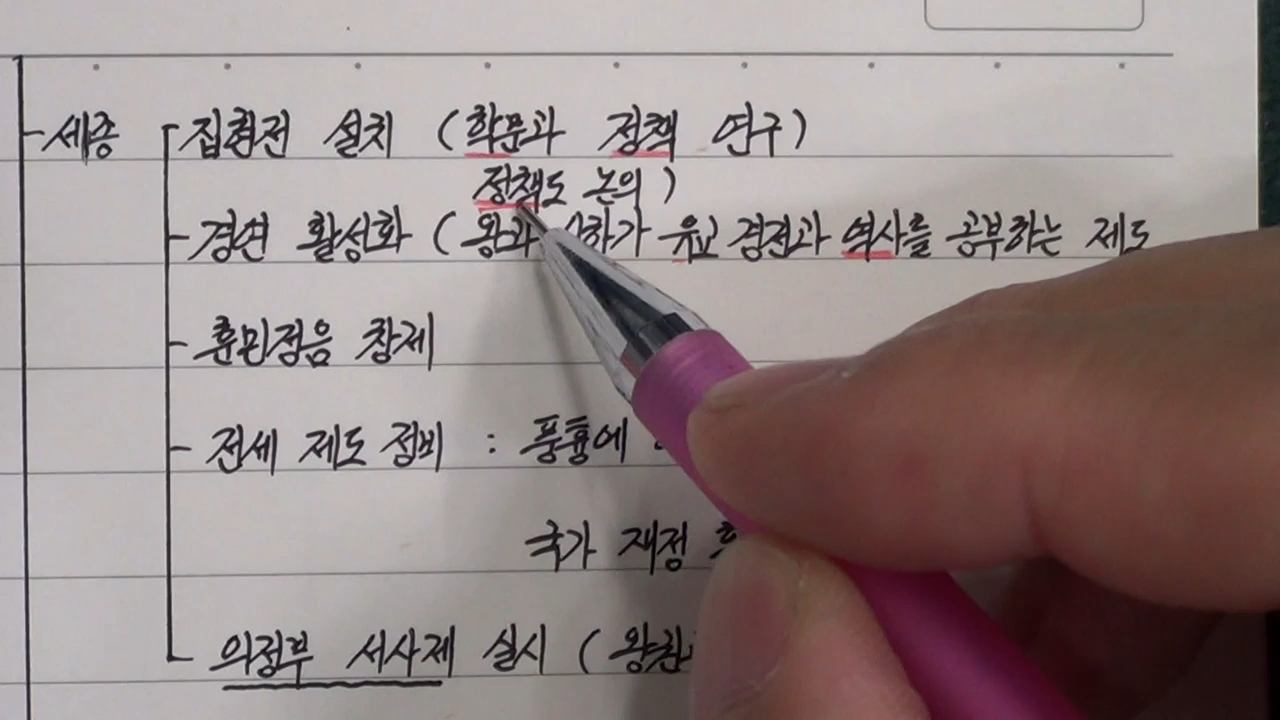 세종 집현전 설치 (학문과 정책 연구)
정책도 논의)
경연 활성화 (왕과 신하가 유교 경전과 역사를 공부하는 제도
훈민정음 창제
전세 제도 정비 : 풍흉에
국가 재정
의정부 서사제 실시 (왕권